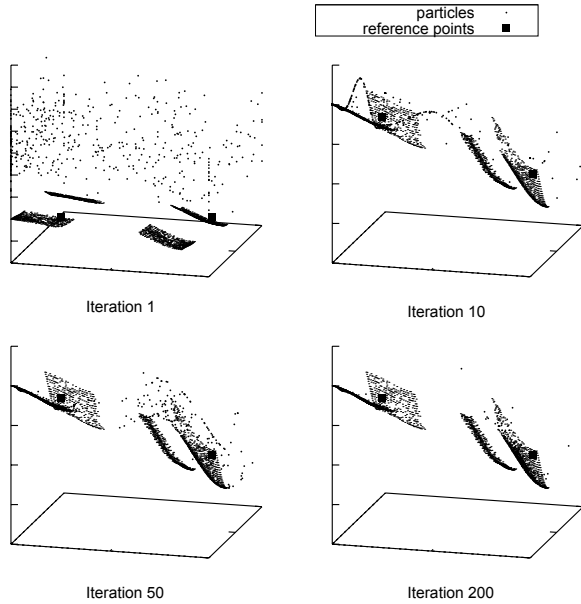 particles
reference points
Iteration 1
Iteration 10
Iteration 50
Iteration 200